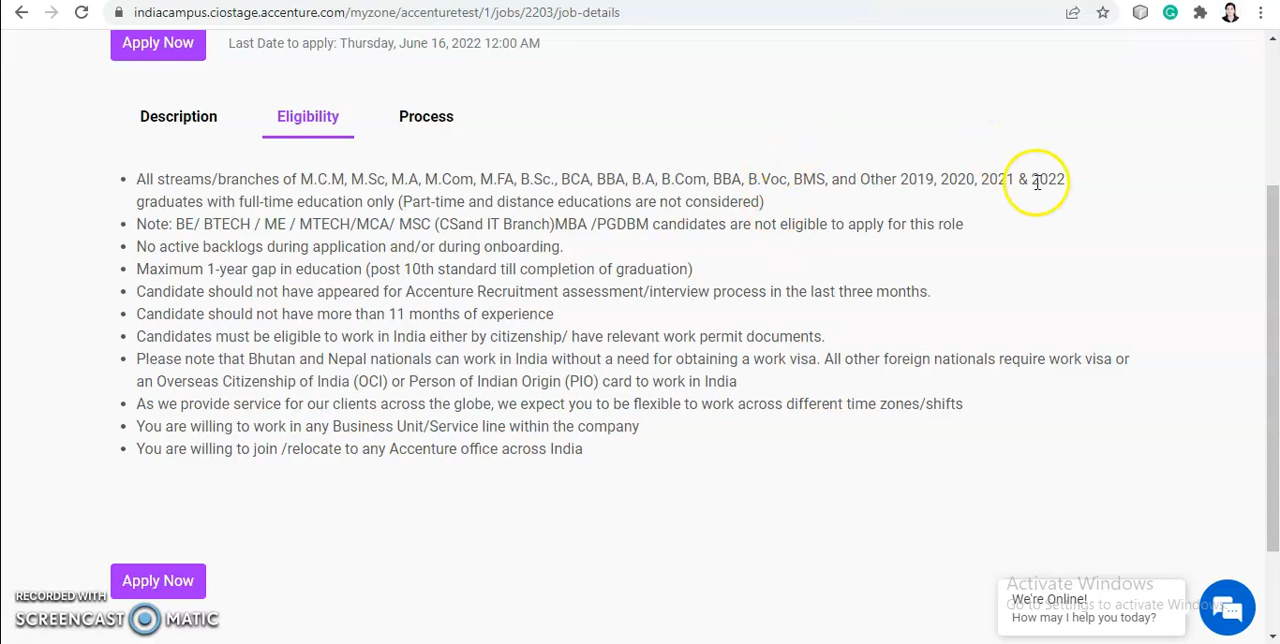 indiacampus.ciostage.accenture.com/myzone/accenturetest/1/jobs/2203/job-details
Apply Now
Last Date to apply: Thursday, June 16, 2022 12:00 AM
Description
Eligibility
Process
• All streams/branches of M.C.M, M.Sc, M.A, M.Com, M.FA, B.Sc., BCA, BBA, B.A, B.Com, BBA, B.Voc, BMS, and Other 2019, 2020, 2021 & 2022
graduates with full-time education only (Part-time and distance educations are not considered)
• Note: BE/ BTECH / ME / MTECH/MCA/ MSC (CSand IT Branch)MBA /PGDBM candidates are not eligible to apply for this role
• No active backlogs during application and/or during onboarding.
• Maximum 1-year gap in education (post 10th standard till completion of graduation)
• Candidate should not have appeared for Accenture Recruitment assessment/interview process in the last three months.
• Candidate should not have more than 11 months of experience
• Candidates must be eligible to work in India either by citizenship/ have relevant work permit documents.
• Please note that Bhutan and Nepal nationals can work in India without a need for obtaining a work visa. All other foreign nationals require work visa or
an Overseas Citizenship of India (OCI) or Person of Indian Origin (PIO) card to work in India
• As we provide service for our clients across the globe, we expect you to be flexible to work across different time zones/shifts
• You are willing to work in any Business Unit/Service line within the company
• You are willing to join /relocate to any Accenture office across India
Apply Now
Activate Windows
Go to Settings to activate Windows.
We're Online!
How may I help you today?
RECORDED WITH
SCREENCAST MATIC